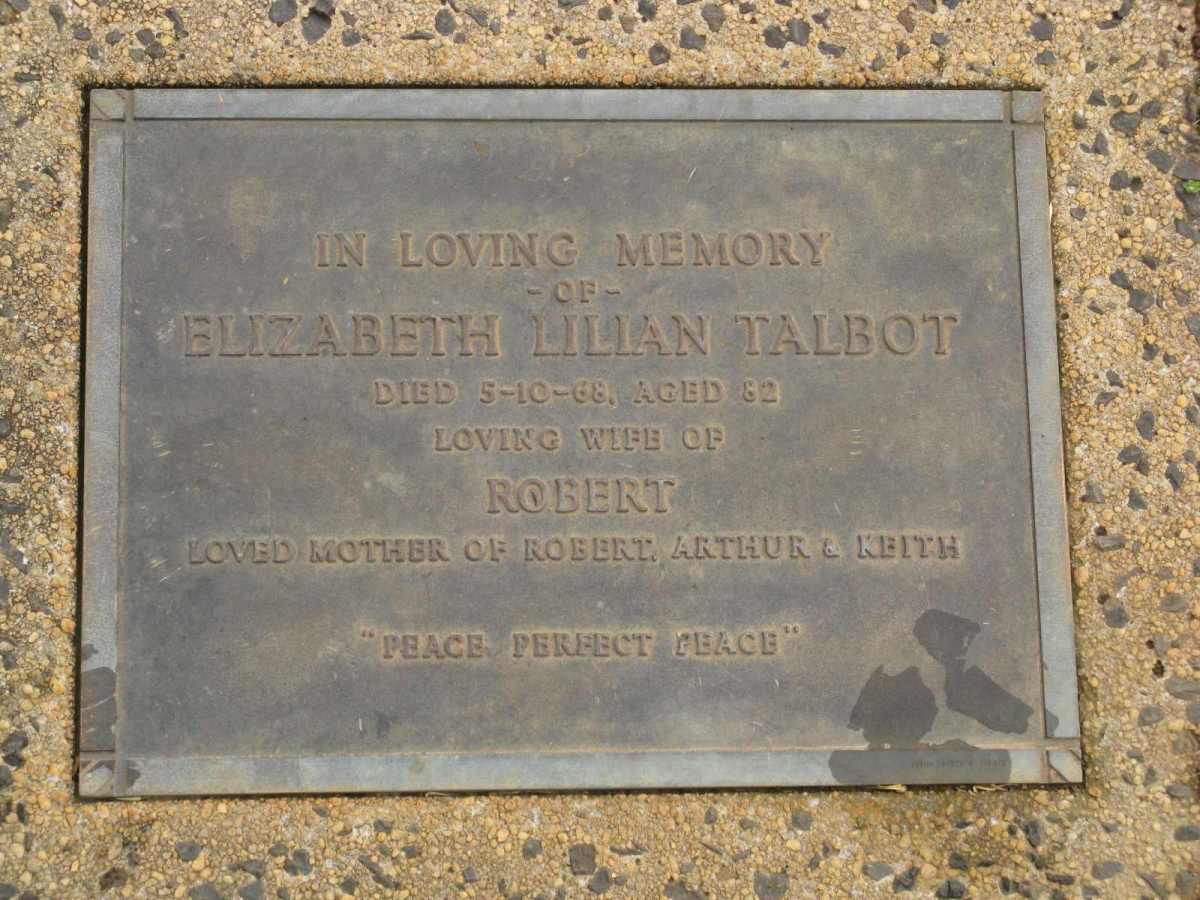 IN LOVING MEMORY
- OF -
ELIZABETH LILIAN TALBOT
DIED 5-10-68, AGED 82
LOVING WIFE OF
ROBERT
LOVED MOTHER OF ROBERT, ARTHUR & KEITH
"PEACE PERFECT PEACE"